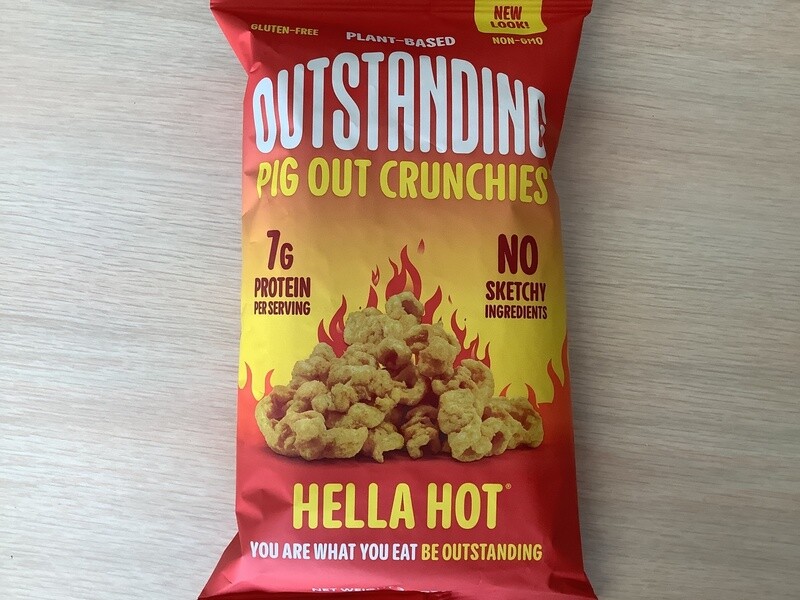 GLUTEN-FREE
PLANT-BASED
NEW
LOOK!
NON-GMO
OUTSTANDING
PIG OUT CRUNCHIES
7G
PROTEIN
PER SERVING
NO
SKETCHY
INGREDIENTS
HELLA HOT®
YOU ARE WHAT YOU EAT BE OUTSTANDING